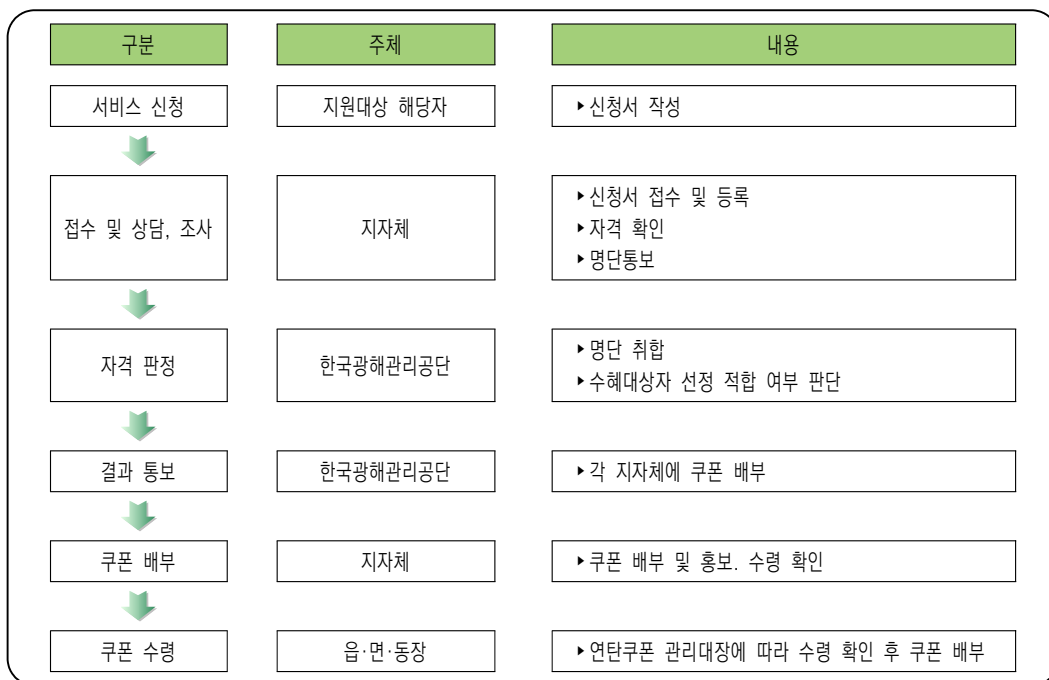 구분 주체 내용
서비스 신청 지원대상 해당자 ▸신청서 작성
접수 및 상담, 조사 지자체 ▸신청서 접수 및 등록
▸자격 확인
▸명단통보
자격 판정 한국광해관리공단 ▸명단 취합
▸수혜대상자 선정 적합 여부 판단
결과 통보 한국광해관리공단 ▸각 지자체에 쿠폰 배부
쿠폰 배부 지자체 ▸쿠폰 배부 및 홍보. 수령 확인
쿠폰 수령 읍·면·동장 ▸연탄쿠폰 관리대장에 따라 수령 확인 후 쿠폰 배부